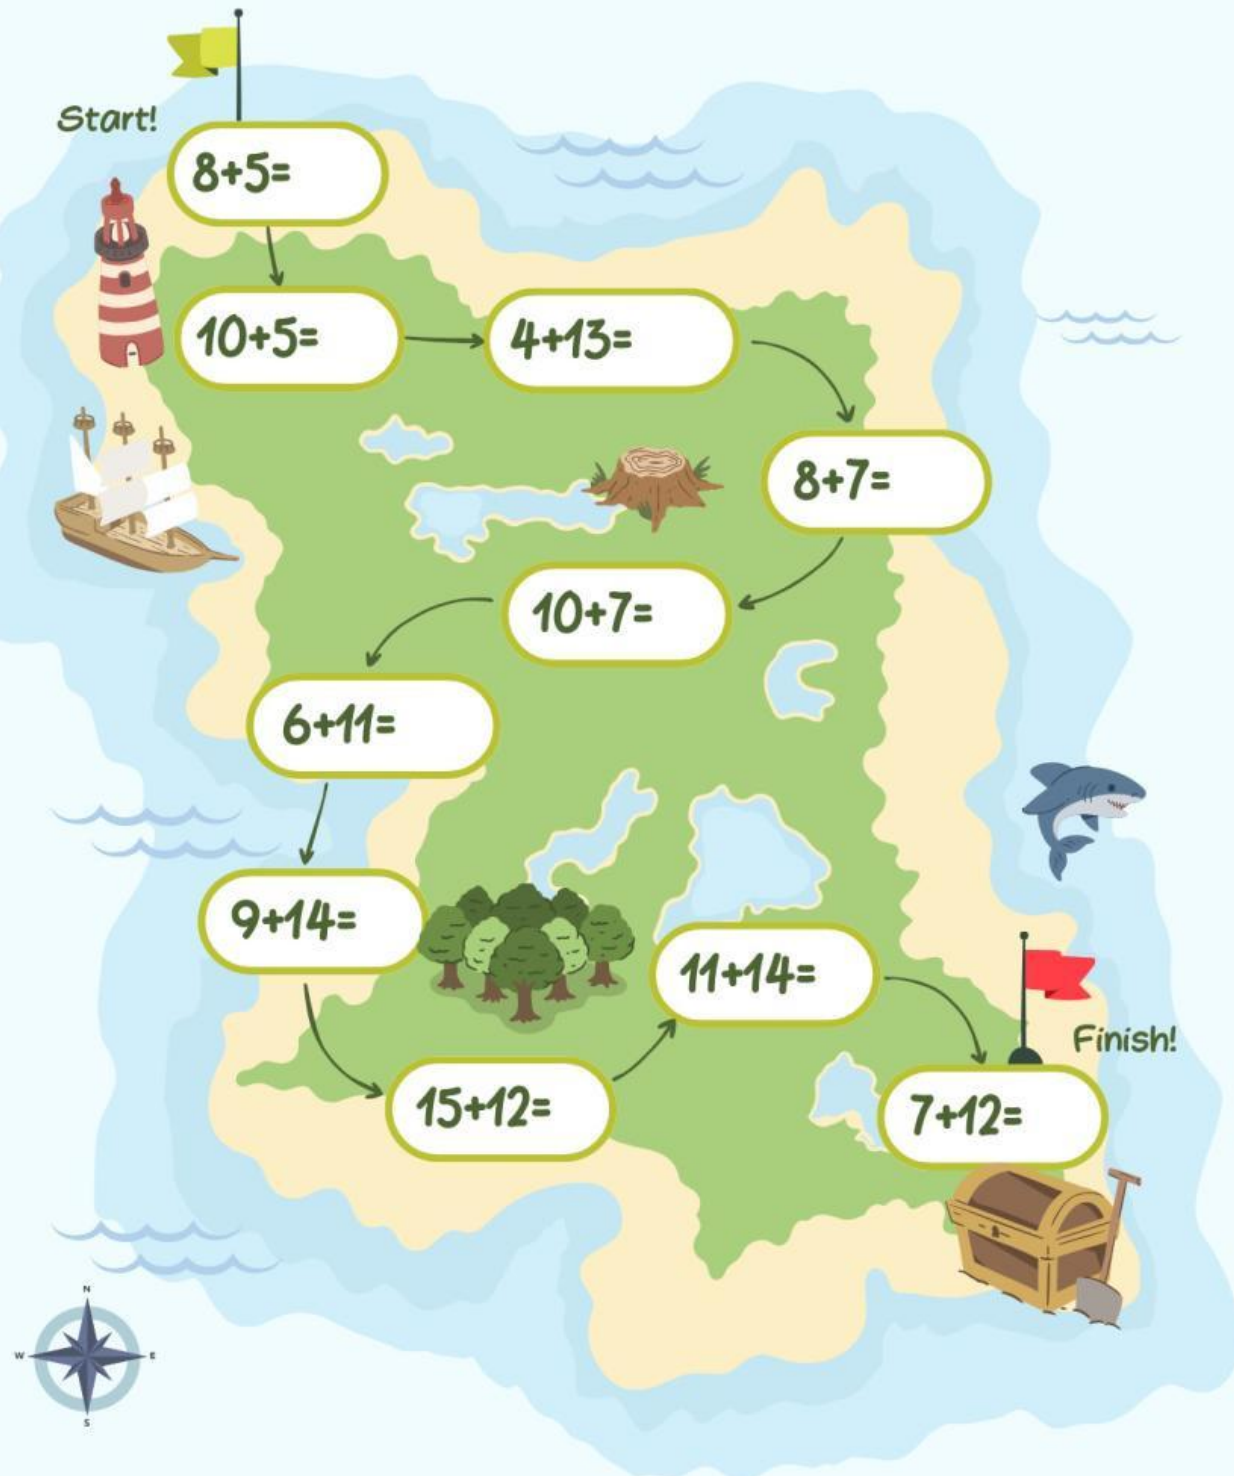 Start!
8+5=
10+5=
4+13=
8+7=
10+7=
6+11=
9+14=
15+12=
11+14=
7+12=
Finish!
N
W
E
S